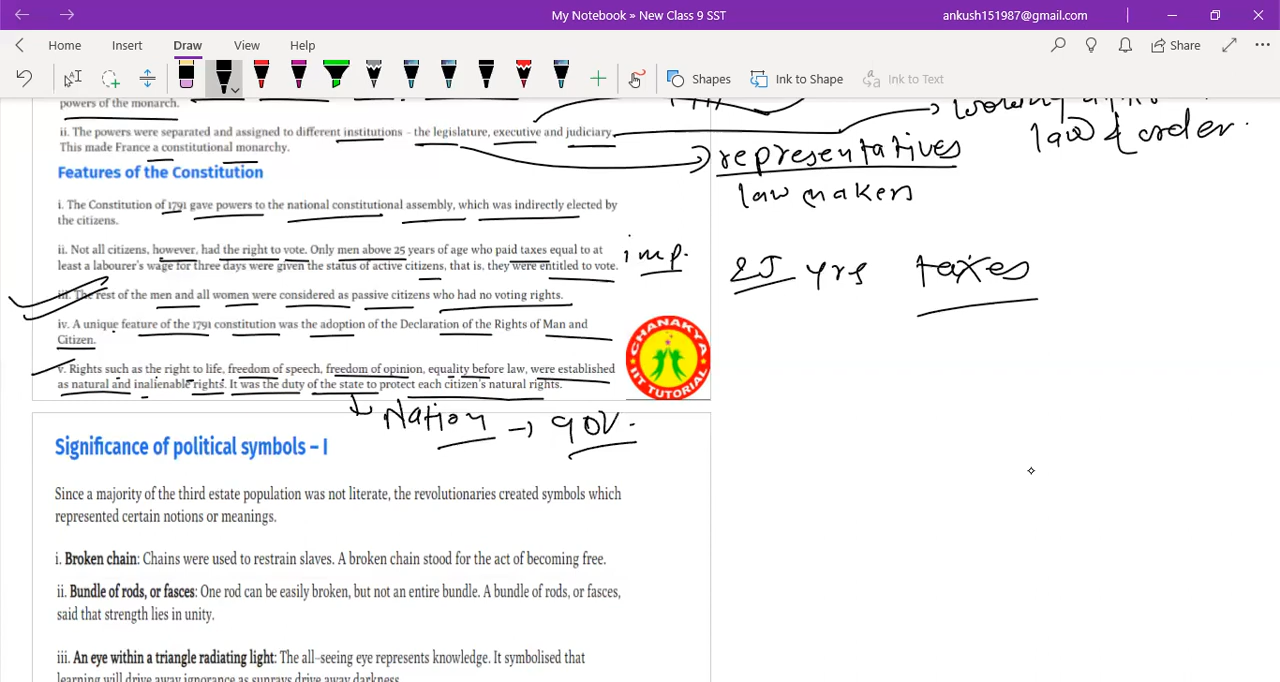 My Notebook » New Class 9 SST
ankush151987@gmail.com
Home Insert Draw View Help
Share
Shapes Ink to Shape Ink to Text
powers of the monarch.
ii. The powers were separated and assigned to different institutions - the legislature, executive and judiciary.
This made France a constitutional monarchy.
law & order.
representatives
law makers
Features of the Constitution
i. The Constitution of 1791 gave powers to the national constitutional assembly, which was indirectly elected by
the citizens.
ii. Not all citizens, however, had the right to vote. Only men above 25 years of age who paid taxes equal to at
least a labourer's wage for three days were given the status of active citizens, that is, they were entitled to vote.
imp.
25 yrs taxes
iii. The rest of the men and all women were considered as passive citizens who had no voting rights.
iv. A unique feature of the 1791 constitution was the adoption of the Declaration of the Rights of Man and
Citizen.
v. Rights such as the right to life, freedom of speech, freedom of opinion, equality before law, were established
as natural and inalienable rights. It was the duty of the state to protect each citizen's natural rights.
CHANAKYA
IIT TUTORIAL
Nation → gov.
Significance of political symbols – I
Since a majority of the third estate population was not literate, the revolutionaries created symbols which
represented certain notions or meanings.
i. Broken chain: Chains were used to restrain slaves. A broken chain stood for the act of becoming free.
ii. Bundle of rods, or fasces: One rod can be easily broken, but not an entire bundle. A bundle of rods, or fasces,
said that strength lies in unity.
iii. An eye within a triangle radiating light: The all–seeing eye represents knowledge. It symbolised that
learning will drive away ignorance as sunrays drive away darkness.